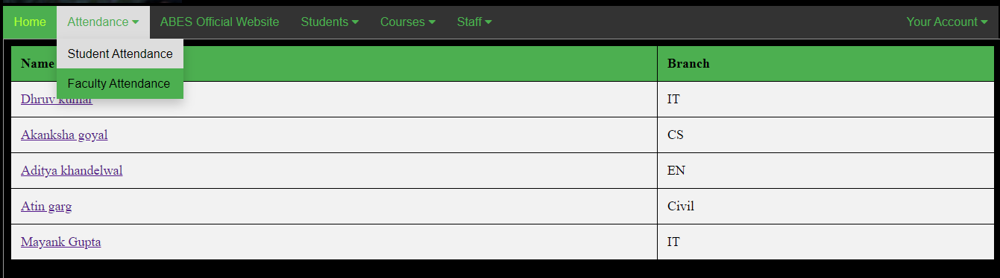 Home Attendance ABES Official Website Students Courses Staff Your Account
Student Attendance
Faculty Attendance
Name Branch
Dhruv kumar IT
Akanksha goyal CS
Aditya khandelwal EN
Atin garg Civil
Mayank Gupta IT